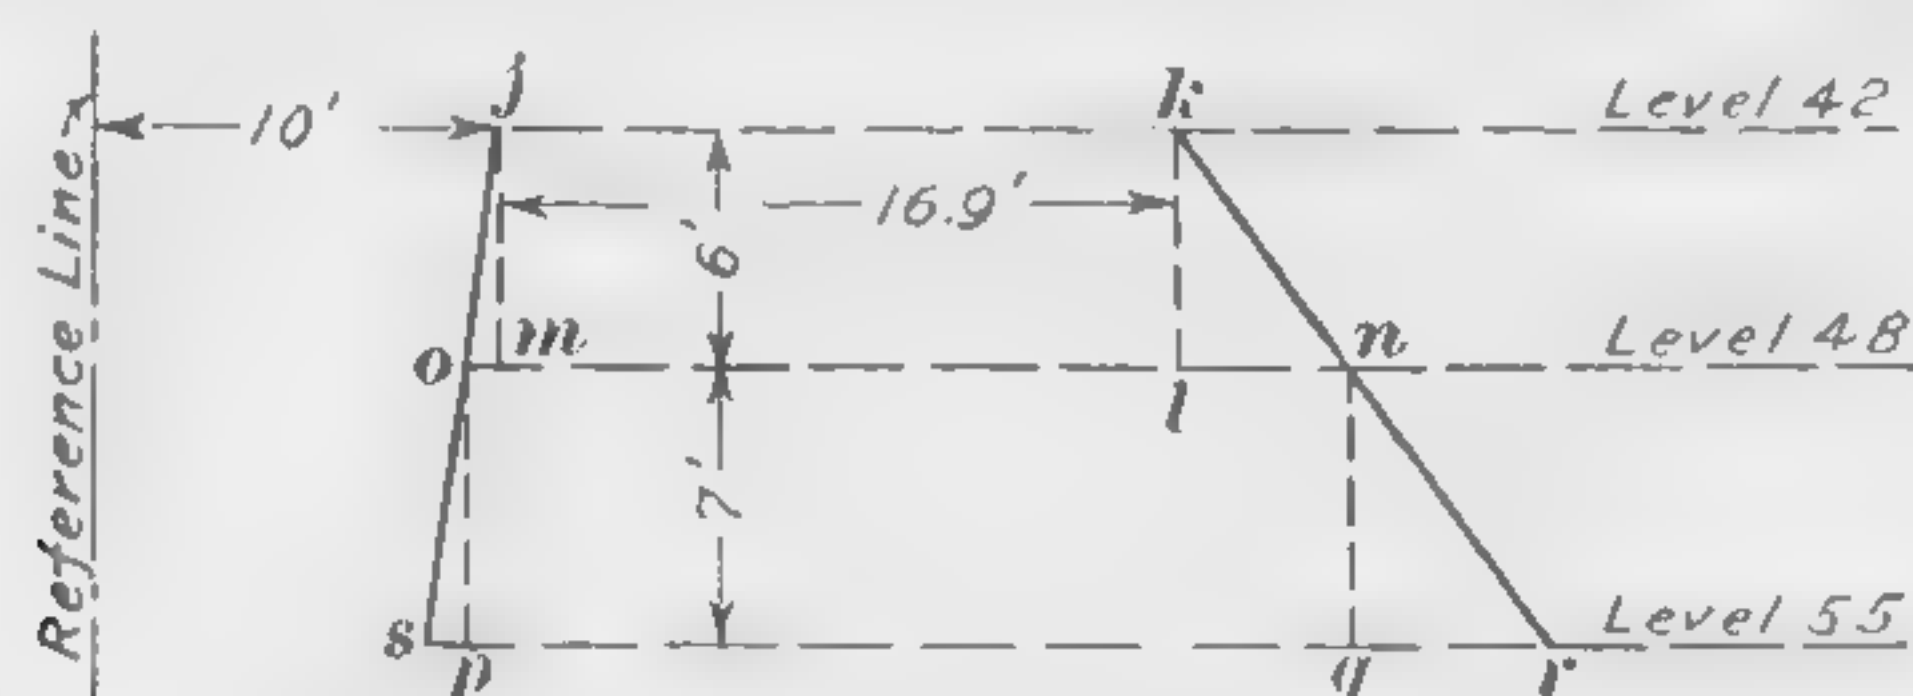 j
k
Level 42
10'
16.9'
6'
Reference Line
o
m
n
Level 48
l
7'
s
p
q
r
Level 55